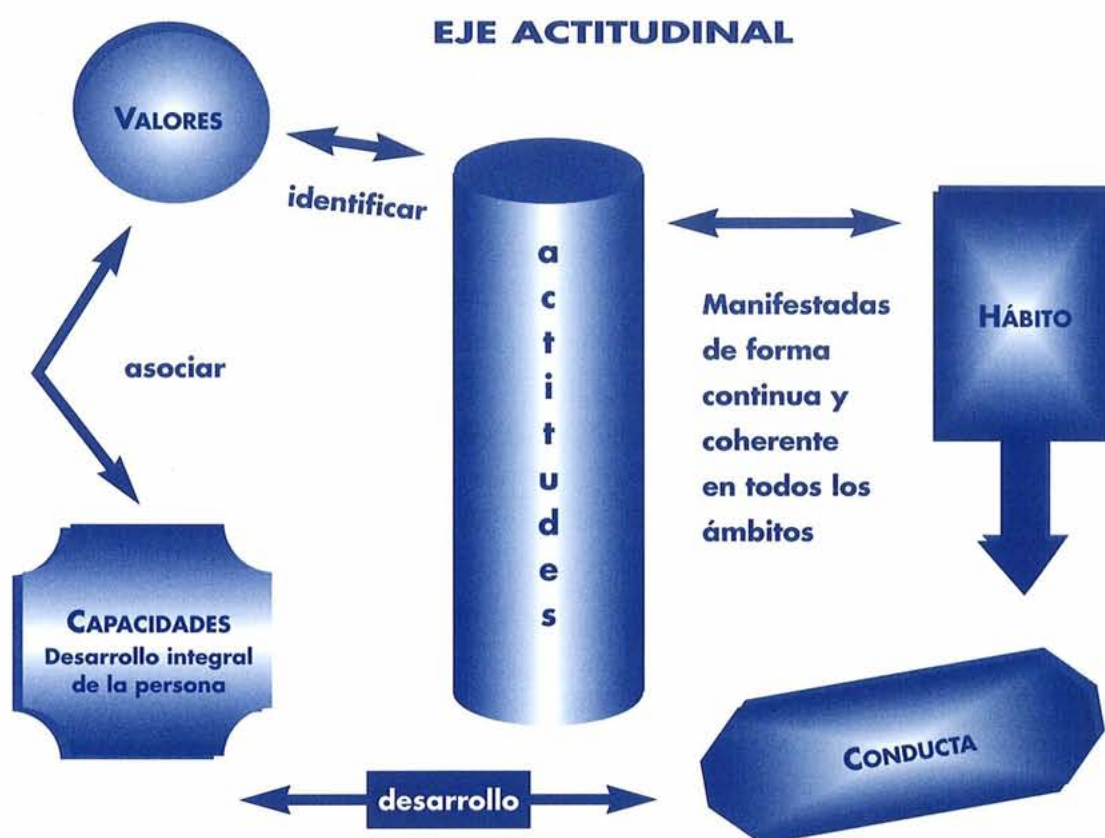 EJE ACTITUDINAL
VALORES
identificar
actitudes
Manifestadas
de forma
continua y
coherente
en todos los
ámbitos
HÁBITO
asociar
CAPACIDADES
Desarrollo integral
de la persona
desarrollo
CONDUCTA